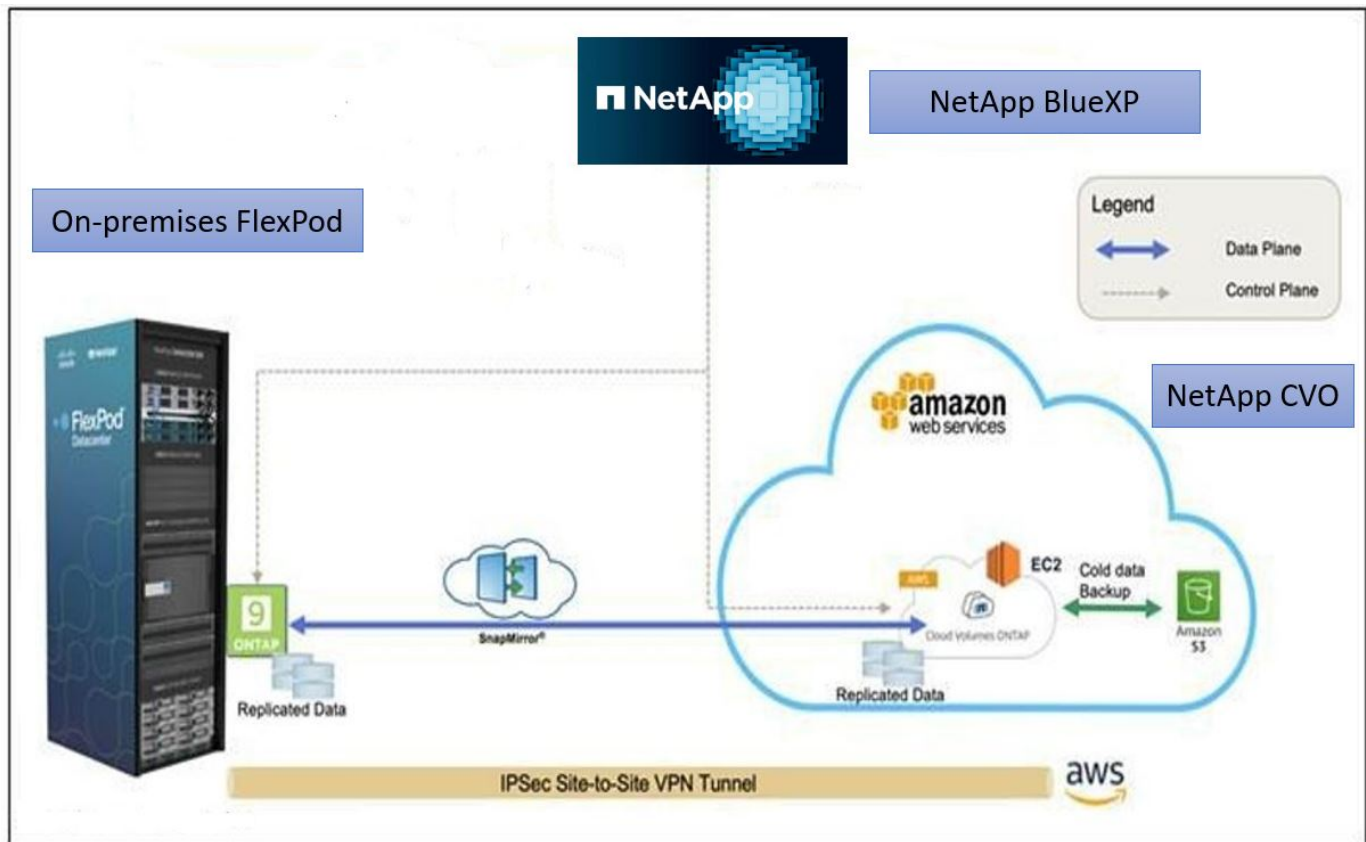 NetApp
NetApp BlueXP
On-premises FlexPod
Legend
Data Plane
Control Plane
NetApp CVO
amazon
web services
FlexPod
Datacenter
9
ONTAP
SnapMirror®
Replicated Data
AWS
EC2
Cloud Volumes ONTAP
Cold data
Backup
Amazon
S3
Replicated Data
IPSec Site-to-Site VPN Tunnel
aws